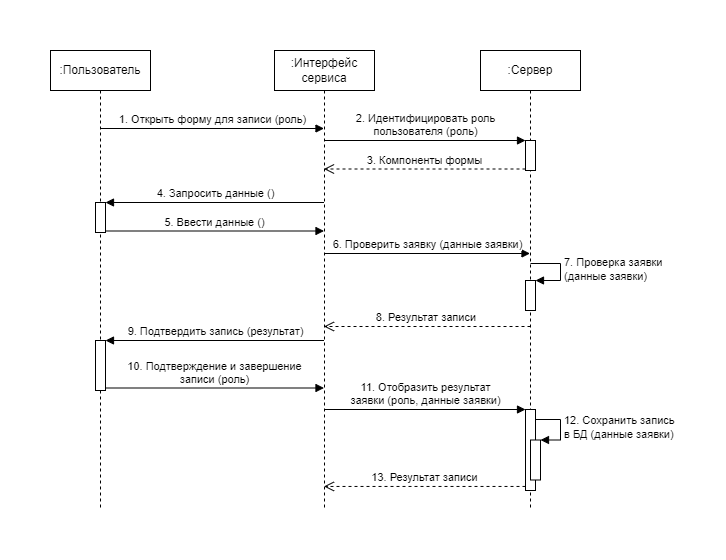 :Пользователь
:Интерфейс
сервиса
:Сервер
1. Открыть форму для записи (роль)
2. Идентифицировать роль
пользователя (роль)
3. Компоненты формы
4. Запросить данные ()
5. Ввести данные ()
6. Проверить заявку (данные заявки)
7. Проверка заявки
(данные заявки)
8. Результат записи
9. Подтвердить запись (результат)
10. Подтверждение и завершение
записи (роль)
11. Отобразить результат
заявки (роль, данные заявки)
12. Сохранить запись
в БД (данные заявки)
13. Результат записи